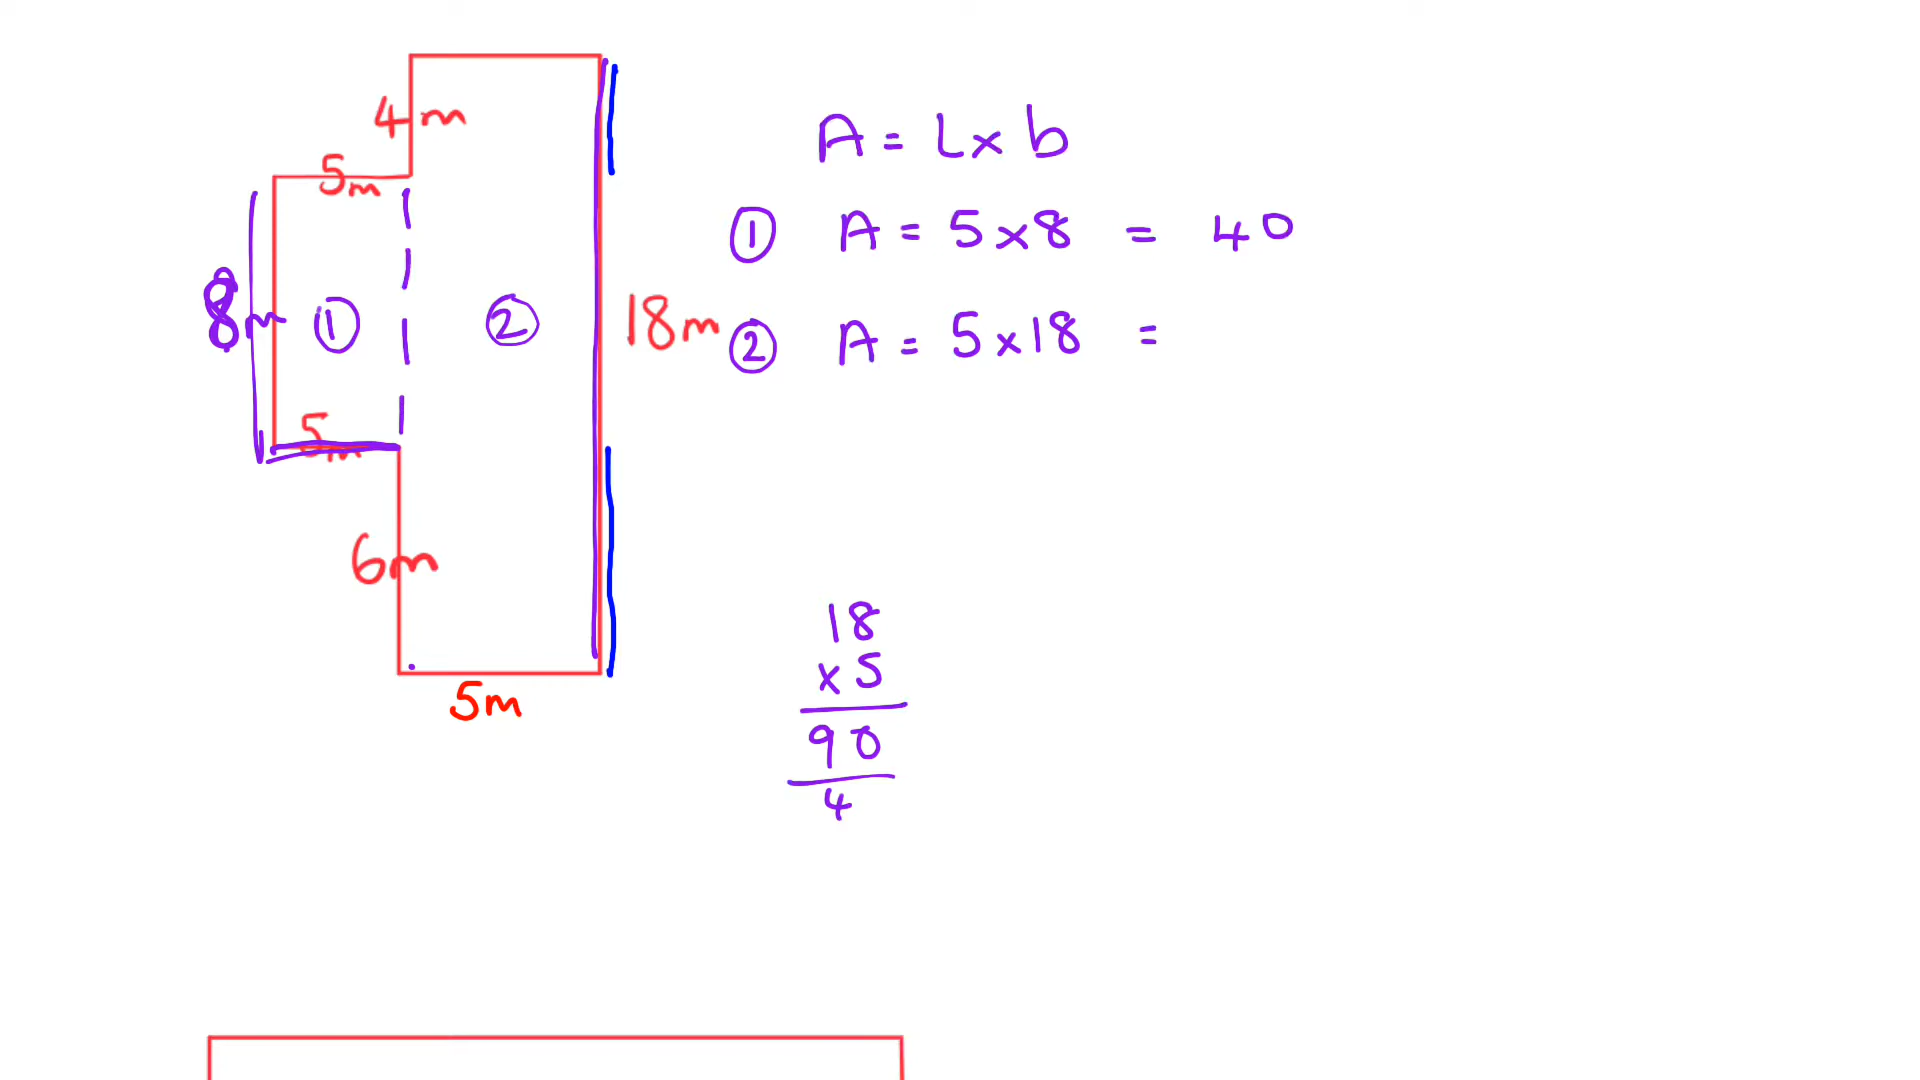 4m
5m
8m
①
②
18m
5m
6m
5m
A = L x b
① A = 5 x 8 = 40
② A = 5 x 18 =
18
x 5
90
4